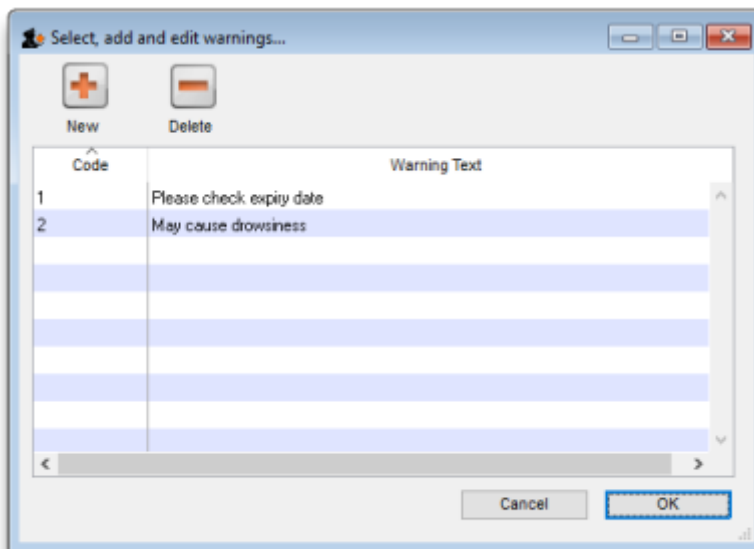 Select, add and edit warnings...
New Delete
Code Warning Text
1 Please check expiry date
2 May cause drowsiness
Cancel OK